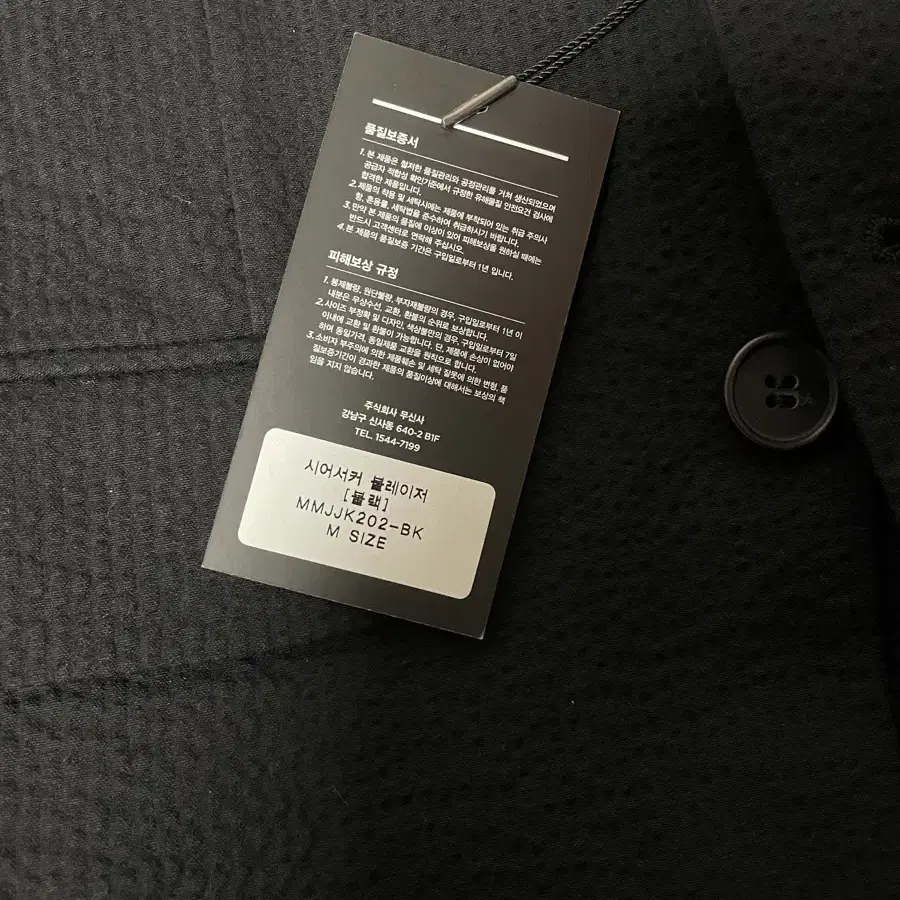 품질보증서
1. 본 제품은 철저한 품질관리와 공정관리를 거쳐 생산되었으며
공급자 적합성 확인기준에서 규정한 유해물질 안전요건 검사에
합격한 제품입니다.
2. 제품의 착용 및 세탁시에는 제품에 부착되어 있는 취급 주의사
항, 혼용률, 세탁법을 준수하여 취급하시기 바랍니다.
3. 만약 본 제품의 품질에 이상이 있어 피해보상을 원하실 때에는
반드시 고객센터로 연락해 주십시오.
4. 본 제품의 품질보증 기간은 구입일로부터 1년 입니다.
피해보상 규정
1. 봉제불량, 원단불량, 부자재불량의 경우, 구입일로부터 1년 이
내분은 무상수선, 교환, 환불의 순위로 보상합니다.
2. 사이즈 부정확 및 디자인, 색상불만의 경우, 구입일로부터 7일
이내에 교환 및 환불이 가능합니다. 단, 제품에 손상이 없어야
하며 동일가격, 동일제품 교환을 원칙으로 합니다.
3. 소비자 부주의에 의한 제품훼손 및 세탁 잘못에 의한 변형, 품
질보증기간이 경과한 제품의 품질이상에 대해서는 보상의 책
임을 지지 않습니다.
주식회사 무신사
강남구 신사동 640-2 B1F
TEL. 1544-7199
시어서커 블레이저
[블랙]
MMJJK202-BK
M SIZE